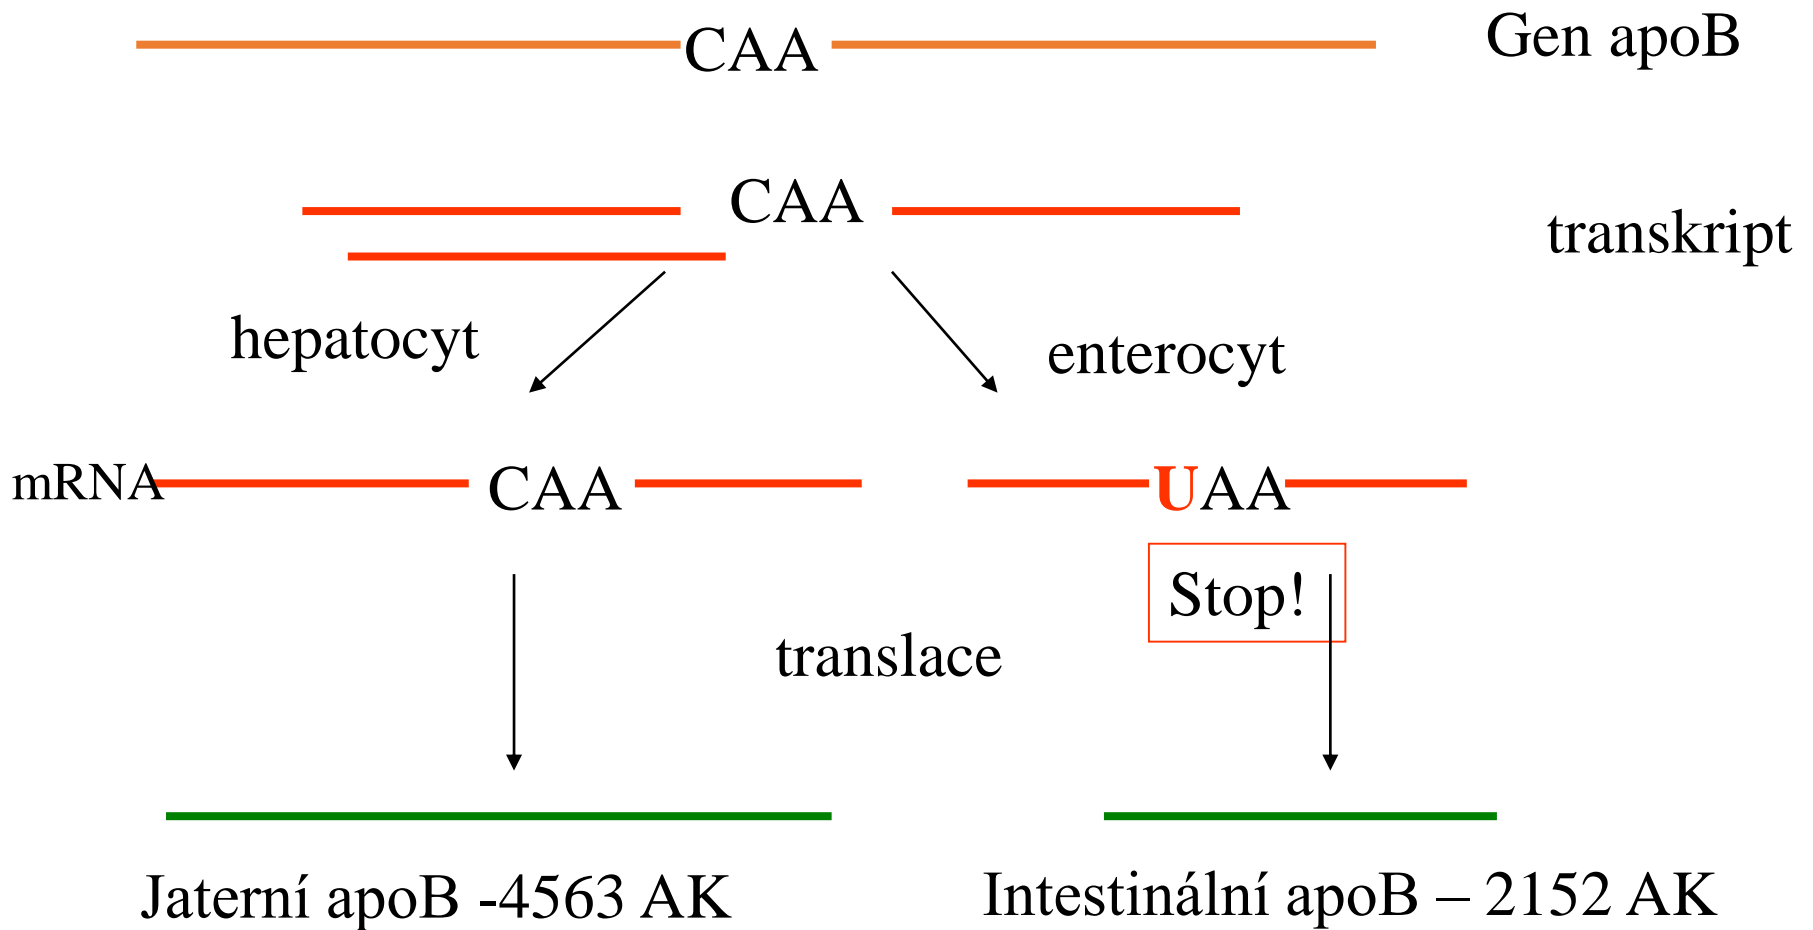 CAA
Gen apoB
CAA
transkript
hepatocyt
enterocyt
mRNA
CAA
UAA
Stop!
translace
Jaterní apoB -4563 AK
Intestinální apoB – 2152 AK